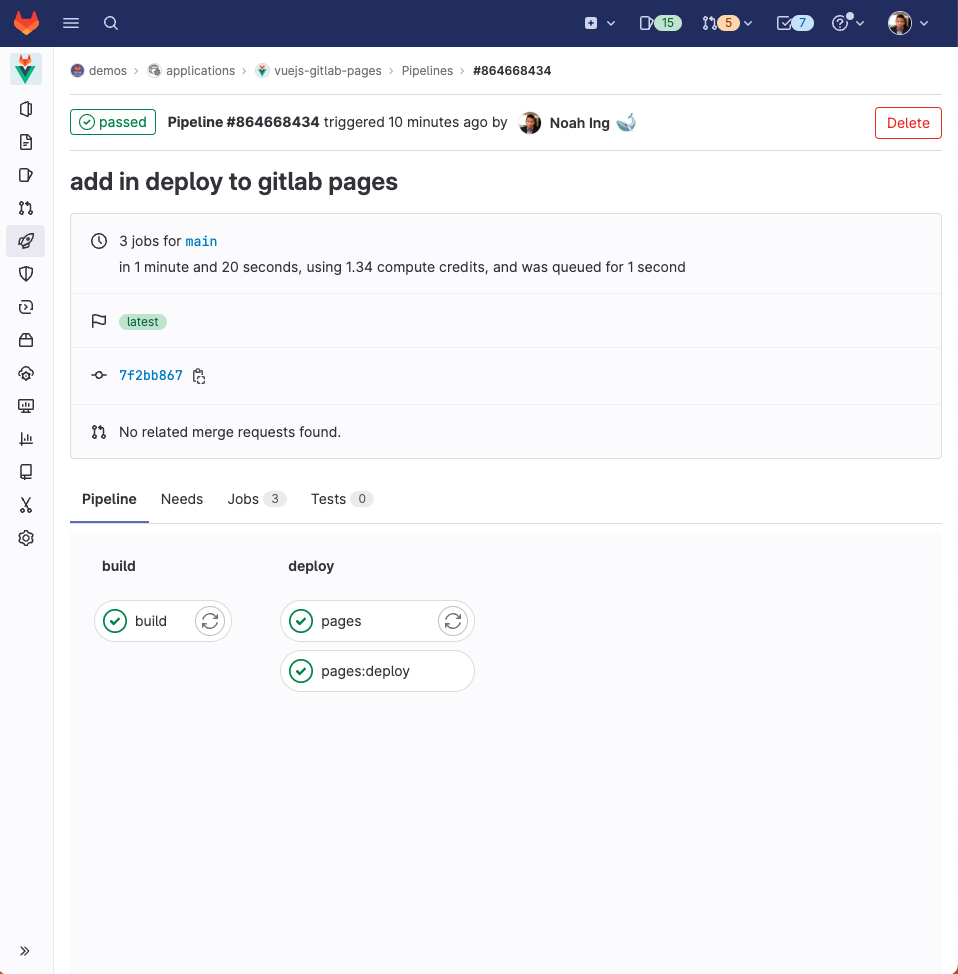 15 5 7
demos › applications › vuejs-gitlab-pages › Pipelines › #864668434
passed Pipeline #864668434 triggered 10 minutes ago by Noah Ing Delete
add in deploy to gitlab pages
3 jobs for main
in 1 minute and 20 seconds, using 1.34 compute credits, and was queued for 1 second
latest
7f2bb867
No related merge requests found.
Pipeline Needs Jobs 3 Tests 0
build deploy
build pages
pages:deploy